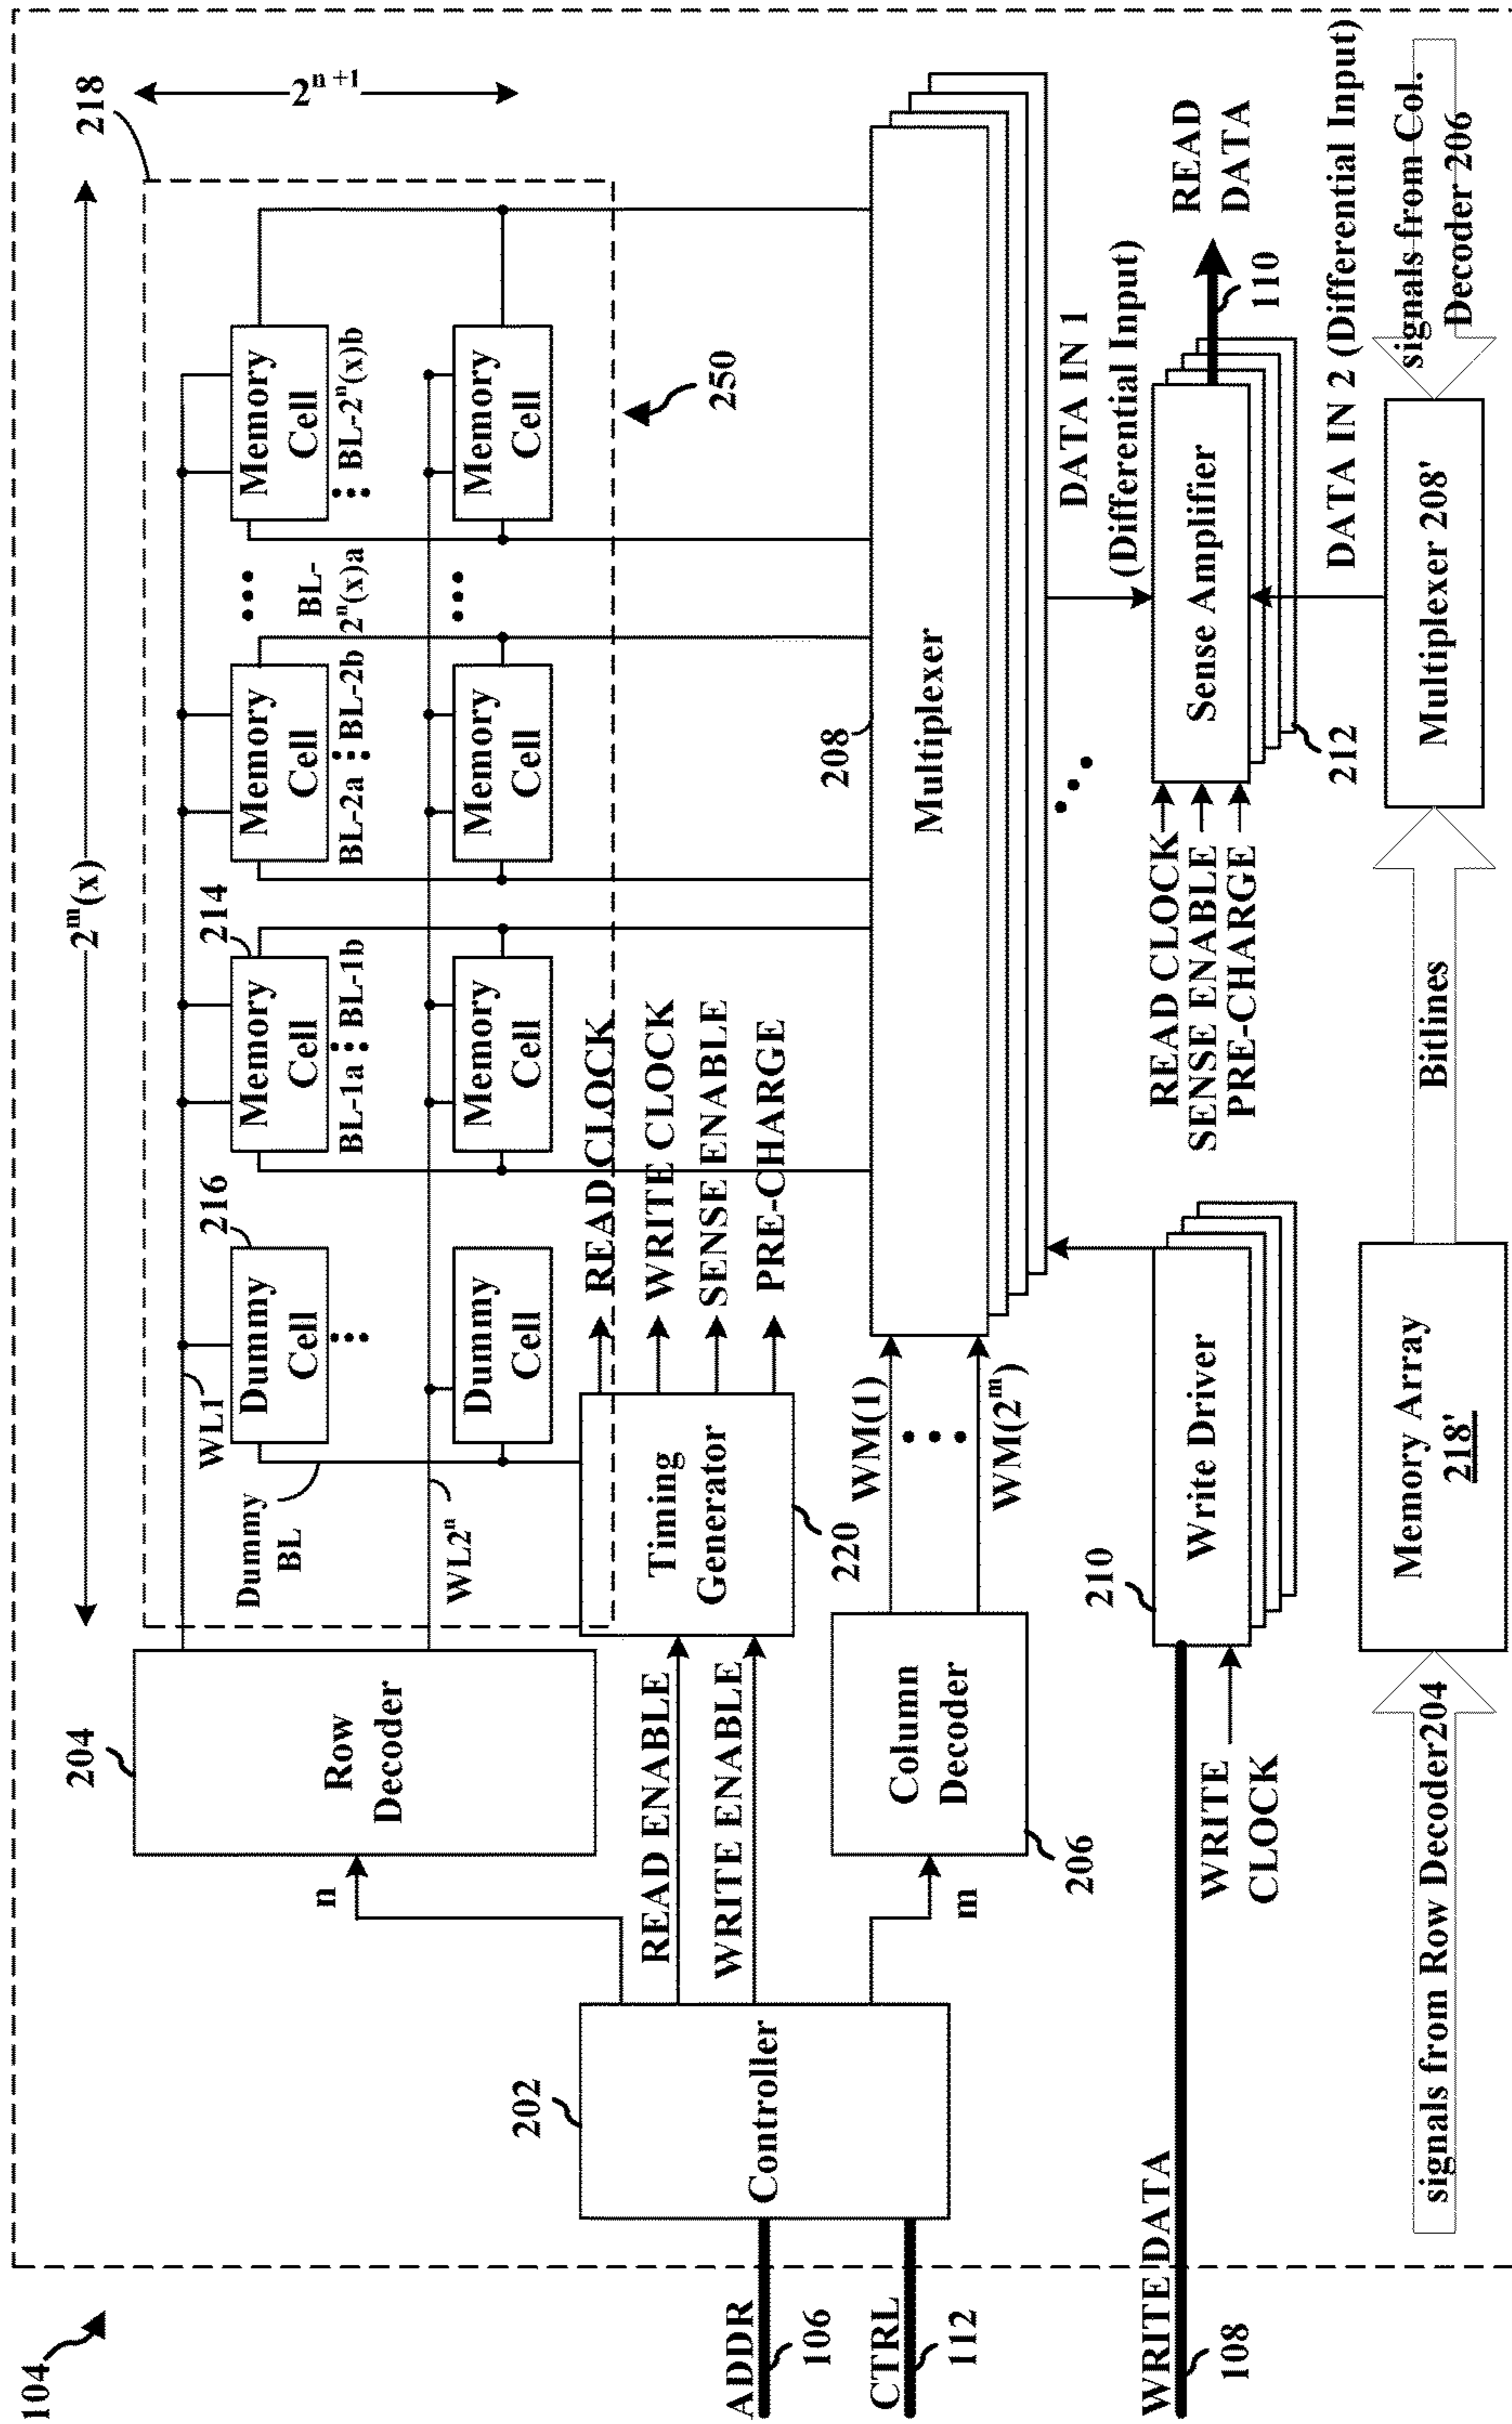 104
218
2^m(x)
2^{n+1}
204
Row
Decoder
n
WL1
216
Dummy
Cell
214
Memory
Cell
BL-1a
BL-1b
Memory
Cell
BL-2a
BL-2b
BL-
2^n(x)a
Memory
Cell
BL-2^n(x)b
Dummy
BL
WL2^n
Dummy
Cell
Memory
Cell
Memory
Cell
Memory
Cell
250
202
Controller
ADDR
106
CTRL
112
READ ENABLE
WRITE ENABLE
Timing
Generator
220
READ CLOCK
WRITE CLOCK
SENSE ENABLE
PRE-CHARGE
m
Column
Decoder
206
WM(1)
WM(2^m)
208
Multiplexer
DATA IN 1
(Differential Input)
WRITE DATA
108
WRITE
CLOCK
210
Write Driver
READ CLOCK
SENSE ENABLE
PRE-CHARGE
Sense Amplifier
212
READ
DATA
110
DATA IN 2 (Differential Input)
signals from Row Decoder204
Memory Array
218'
Bitlines
Multiplexer 208'
signals from Col.
Decoder 206